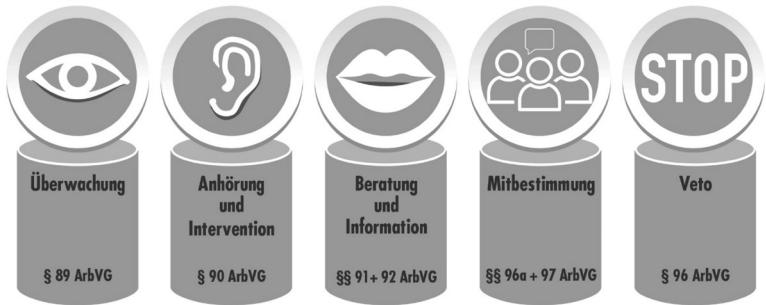 STOP
Überwachung
§ 89 ArbVG
Anhörung
und
Intervention
§ 90 ArbVG
Beratung
und
Information
§§ 91+ 92 ArbVG
Mitbestimmung
§§ 96a + 97 ArbVG
Veto
§ 96 ArbVG